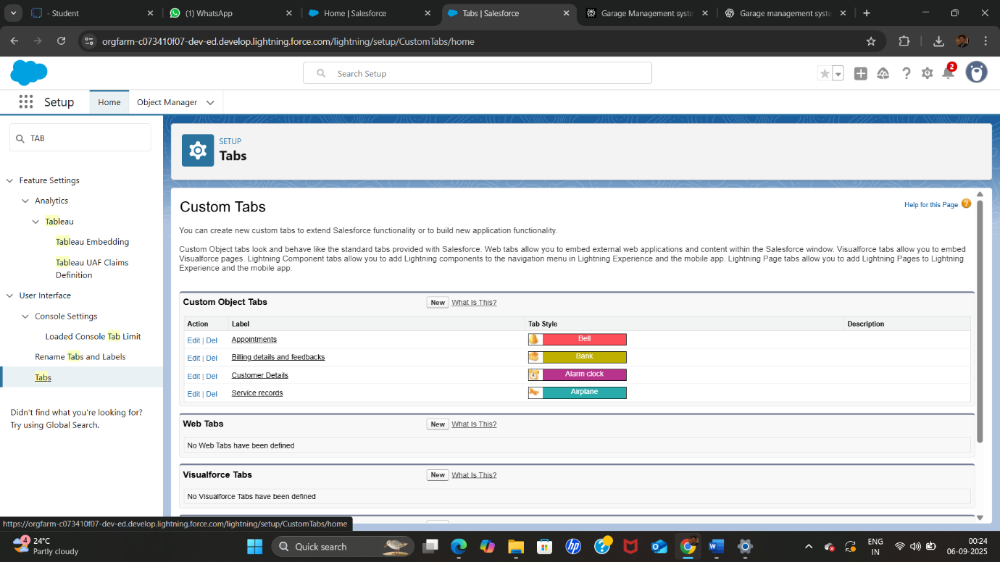 - Student
(1) WhatsApp
Home | Salesforce
Tabs | Salesforce
Garage Management syste
Garage management syste
orgfarm-c073410f07-dev-ed.develop.lightning.force.com/lightning/setup/CustomTabs/home
Search Setup
2
Setup
Home
Object Manager
TAB
SETUP
Tabs
Feature Settings
Analytics
Tableau
Tableau Embedding
Tableau UAF Claims
Definition
User Interface
Console Settings
Loaded Console Tab Limit
Rename Tabs and Labels
Tabs
Didn't find what you're looking for?
Try using Global Search.
Custom Tabs
Help for this Page ?
You can create new custom tabs to extend Salesforce functionality or to build new application functionality.
Custom Object tabs look and behave like the standard tabs provided with Salesforce. Web tabs allow you to embed external web applications and content within the Salesforce window. Visualforce tabs allow you to embed
Visualforce pages. Lightning Component tabs allow you to add Lightning components to the navigation menu in Lightning Experience and the mobile app. Lightning Page tabs allow you to add Lightning Pages to Lightning
Experience and the mobile app.
Custom Object Tabs New What Is This?
Action Label Tab Style Description
Edit | Del Appointments Bell
Edit | Del Billing details and feedbacks Bank
Edit | Del Customer Details Alarm clock
Edit | Del Service records Airplane
Web Tabs New What Is This?
No Web Tabs have been defined
Visualforce Tabs New What Is This?
No Visualforce Tabs have been defined
https://orgfarm-c073410f07-dev-ed.develop.lightning.force.com/lightning/setup/CustomTabs/home
4
24°C
Partly cloudy
Quick search
ENG
IN
00:24
06-09-2025